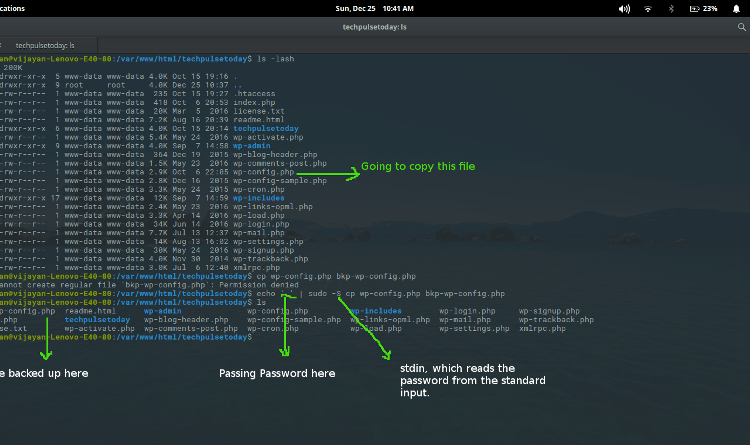 cations
Sun, Dec 25 10:41 AM
23%
techpulsetoday: ls
techpulsetoday: ls
an@vijayan-Lenovo-E40-80:/var/www/html/techpulsetoday$ ls -lash
200K
drwxr-xr-x 5 www-data www-data 4.0K Oct 15 19:16 .
drwxr-xr-x 9 root root 4.0K Dec 25 10:37 ..
-rw-r--r-- 1 www-data www-data 235 Oct 15 19:27 .htaccess
-rw-r--r-- 1 www-data www-data 418 Oct 6 20:53 index.php
-rw-r--r-- 1 www-data www-data 20K Mar 5 2016 license.txt
-rw-r--r-- 1 www-data www-data 7.2K Aug 16 20:39 readme.html
drwxr-xr-x 6 www-data www-data 4.0K Oct 15 20:14 techpulsetoday
-rw-r--r-- 1 www-data www-data 5.4K May 24 2016 wp-activate.php
drwxr-xr-x 9 www-data www-data 4.0K Sep 7 14:58 wp-admin
-rw-r--r-- 1 www-data www-data 364 Dec 19 2015 wp-blog-header.php
-rw-r--r-- 1 www-data www-data 1.5K May 23 2016 wp-comments-post.php
-rw-r--r-- 1 www-data www-data 2.9K Oct 6 22:05 wp-config.php
Going to copy this file
-rw-r--r-- 1 www-data www-data 2.8K Dec 16 2015 wp-config-sample.php
-rw-r--r-- 1 www-data www-data 3.3K May 24 2015 wp-cron.php
drwxr-xr-x 17 www-data www-data 12K Sep 7 14:59 wp-includes
-rw-r--r-- 1 www-data www-data 2.4K May 23 2016 wp-links-opml.php
-rw-r--r-- 1 www-data www-data 3.3K Apr 14 2016 wp-load.php
-rw-r--r-- 1 www-data www-data 34K Jun 14 2016 wp-login.php
-rw-r--r-- 1 www-data www-data 7.7K Jul 13 12:37 wp-mail.php
-rw-r--r-- 1 www-data www-data 14K Aug 13 16:02 wp-settings.php
-rw-r--r-- 1 www-data www-data 30K May 24 2016 wp-signup.php
-rw-r--r-- 1 www-data www-data 4.0K Nov 30 2014 wp-trackback.php
-rw-r--r-- 1 www-data www-data 3.0K Jul 6 12:40 xmlrpc.php
an@vijayan-Lenovo-E40-80:/var/www/html/techpulsetoday$ cp wp-config.php bkp-wp-config.php
annot create regular file 'bkp-wp-config.php': Permission denied
an@vijayan-Lenovo-E40-80:/var/www/html/techpulsetoday$ echo ' ' | sudo -S cp wp-config.php bkp-wp-config.php
an@vijayan-Lenovo-E40-80:/var/www/html/techpulsetoday$ ls
p-config.php readme.html wp-admin wp-config.php wp-includes wp-login.php wp-signup.php
.php techpulsetoday wp-blog-header.php wp-config-sample.php wp-links-opml.php wp-mail.php wp-trackback.php
se.txt wp-activate.php wp-comments-post.php wp-cron.php wp-load.php wp-settings.php xmlrpc.php
an@vijayan-Lenovo-E40-80:/var/www/html/techpulsetoday$
e backed up here
Passing Password here
stdin, which reads the
password from the standard
input.